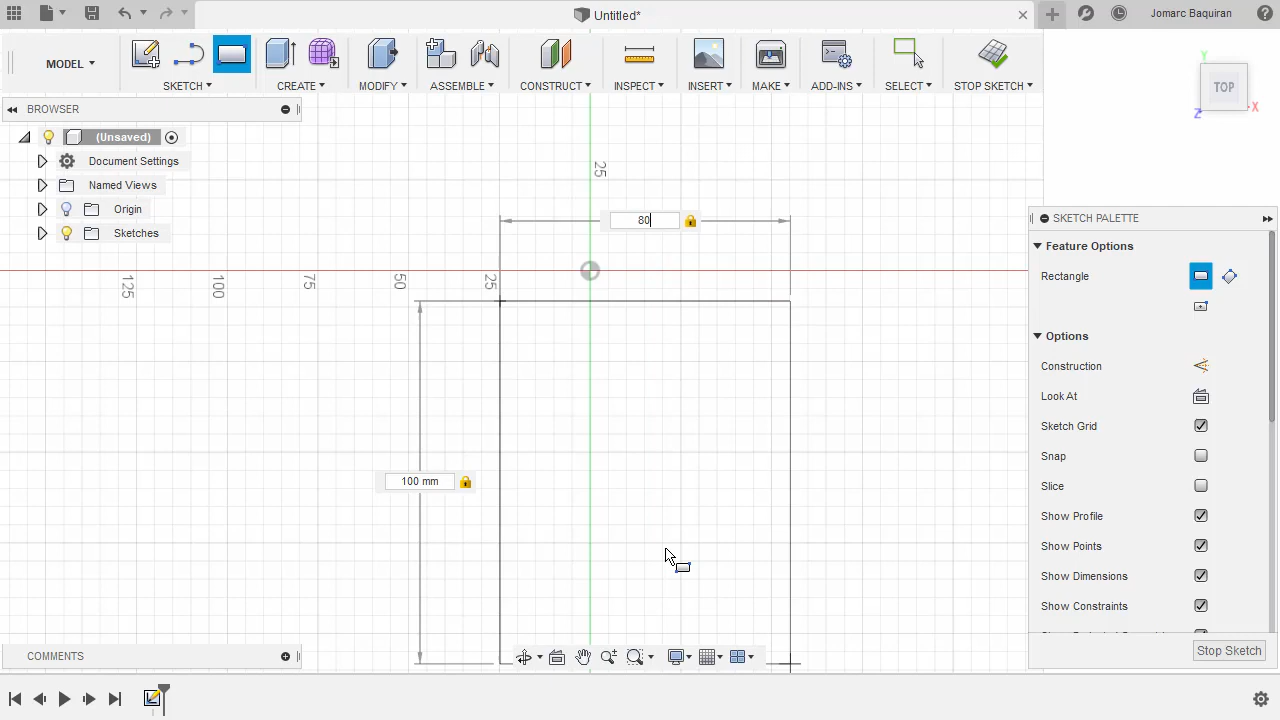 Untitled*
Jomarc Baquiran
MODEL
SKETCH
CREATE
MODIFY
ASSEMBLE
CONSTRUCT
INSPECT
INSERT
MAKE
ADD-INS
SELECT
STOP SKETCH
Y
TOP
X
Z
BROWSER
(Unsaved)
Document Settings
Named Views
Origin
Sketches
25
80
125
100
75
50
25
100 mm
SKETCH PALETTE
Feature Options
Rectangle
Options
Construction
Look At
Sketch Grid
Snap
Slice
Show Profile
Show Points
Show Dimensions
Show Constraints
Stop Sketch
COMMENTS